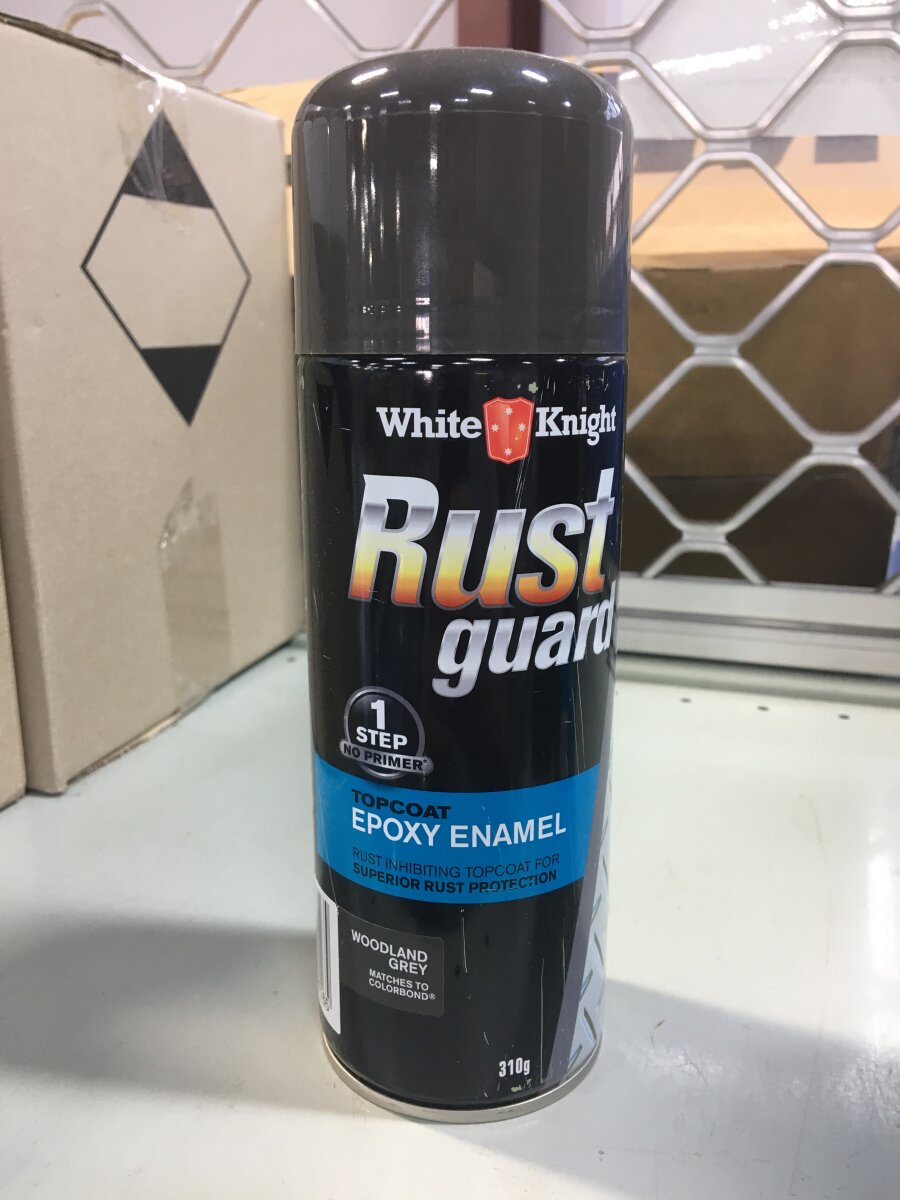 White Knight
Rust
guard
1
STEP
NO PRIMER*
TOPCOAT
EPOXY ENAMEL
RUST INHIBITING TOPCOAT FOR
SUPERIOR RUST PROTECTION
WOODLAND
GREY
MATCHES TO
COLORBOND®
310g